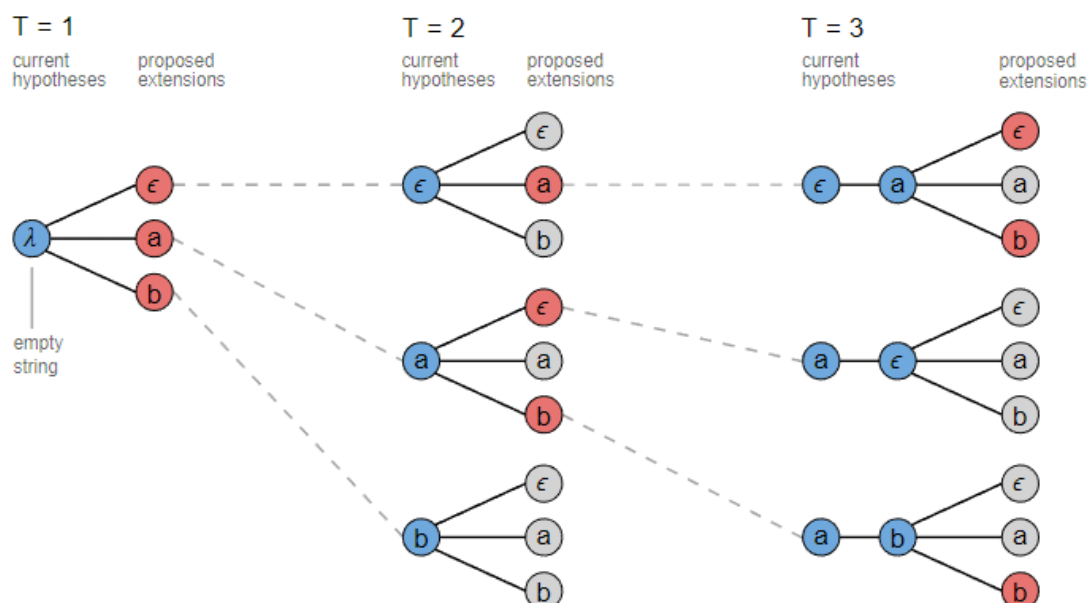 T = 1
T = 2
T = 3
current hypotheses
proposed extensions
current hypotheses
proposed extensions
current hypotheses
proposed extensions
λ
ϵ
a
b
empty string
ϵ
ϵ
a
b
a
ϵ
a
b
b
ϵ
a
b
ϵ
a
ϵ
a
b
a
ϵ
ϵ
a
b
a
b
ϵ
a
b